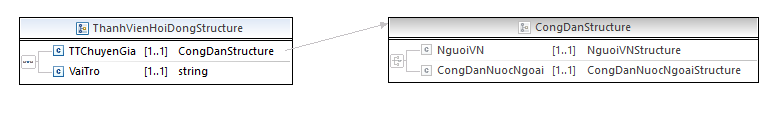 ThanhVienHoiDongStructure
TTChuyenGia [1..1] CongDanStructure
VaiTro [1..1] string
CongDanStructure
NguoiVN [1..1] NguoiVNStructure
CongDanNuocNgoai [1..1] CongDanNuocNgoaiStructure